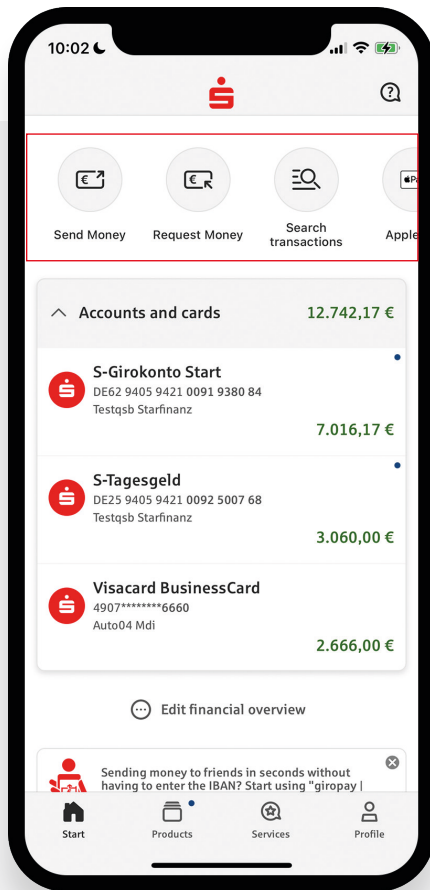 10:02
Send Money
Request Money
Search
transactions
Apple
Accounts and cards 12.742,17 €
S-Girokonto Start
DE62 9405 9421 0091 9380 84
Testqsb Starfinanz
7.016,17 €
S-Tagesgeld
DE25 9405 9421 0092 5007 68
Testqsb Starfinanz
3.060,00 €
Visacard BusinessCard
4907********6660
Auto04 Mdi
2.666,00 €
Edit financial overview
Sending money to friends in seconds without
having to enter the IBAN? Start using "giropay |
Start Products Services Profile